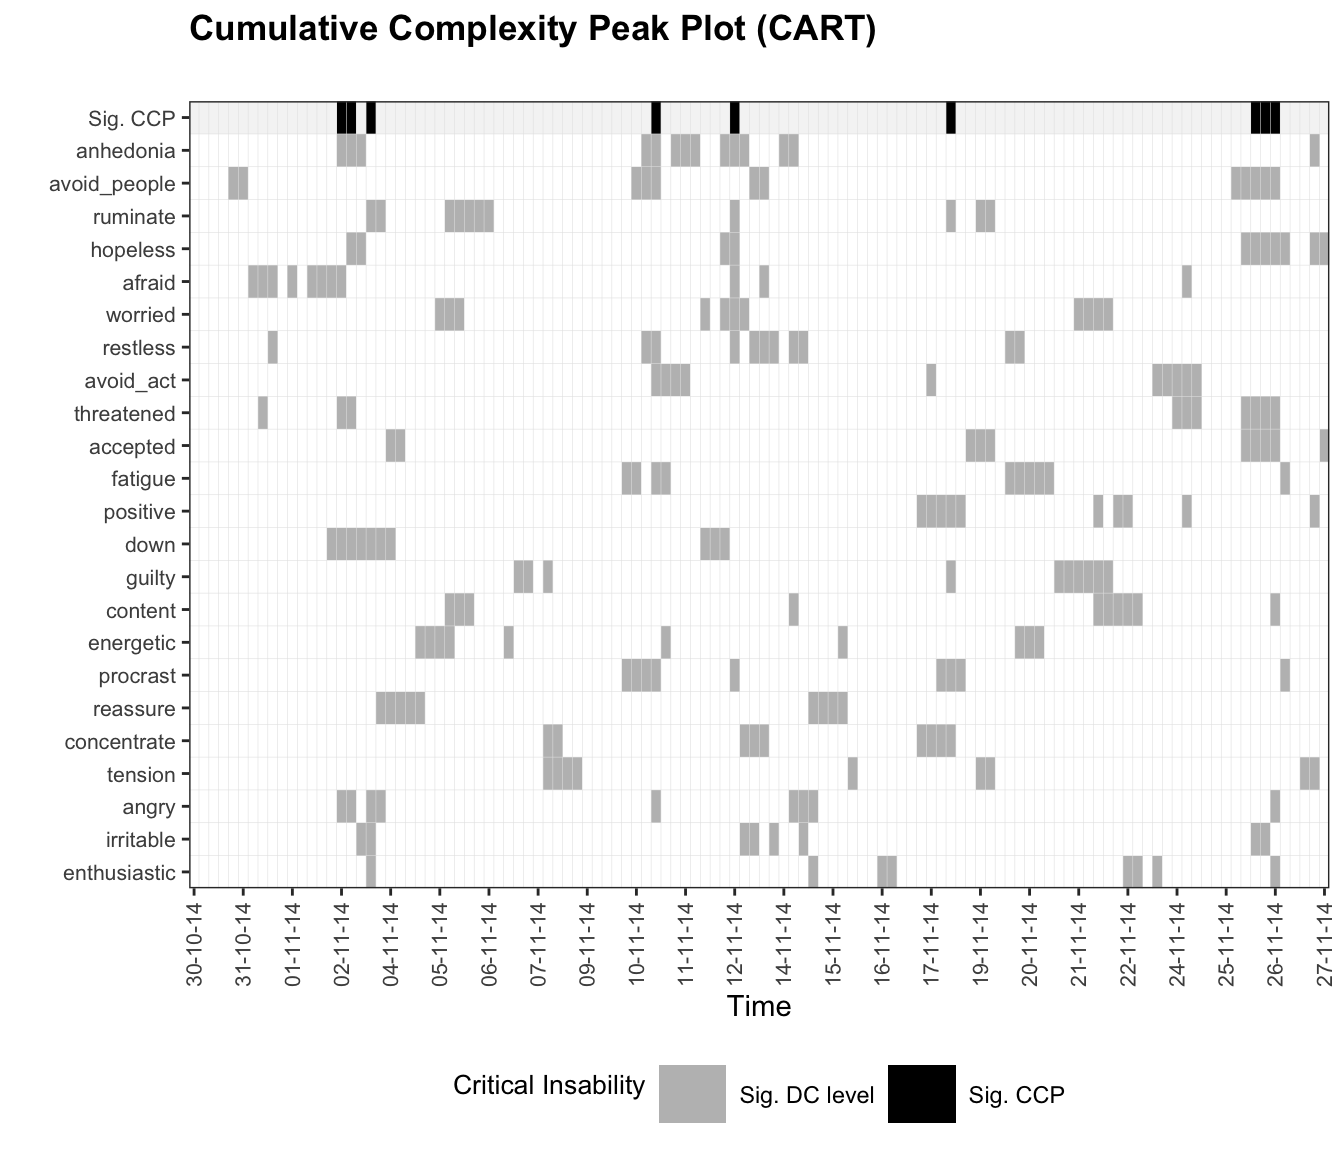 Cumulative Complexity Peak Plot (CART)
Sig. CCP
anhedonia
avoid_people
ruminate
hopeless
afraid
worried
restless
avoid_act
threatened
accepted
fatigue
positive
down
guilty
content
energetic
procrast
reassure
concentrate
tension
angry
irritable
enthusiastic
30-10-14
31-10-14
01-11-14
02-11-14
04-11-14
05-11-14
06-11-14
07-11-14
09-11-14
10-11-14
11-11-14
12-11-14
14-11-14
15-11-14
16-11-14
17-11-14
19-11-14
20-11-14
21-11-14
22-11-14
24-11-14
25-11-14
26-11-14
27-11-14
Time
Critical Insability Sig. DC level Sig. CCP